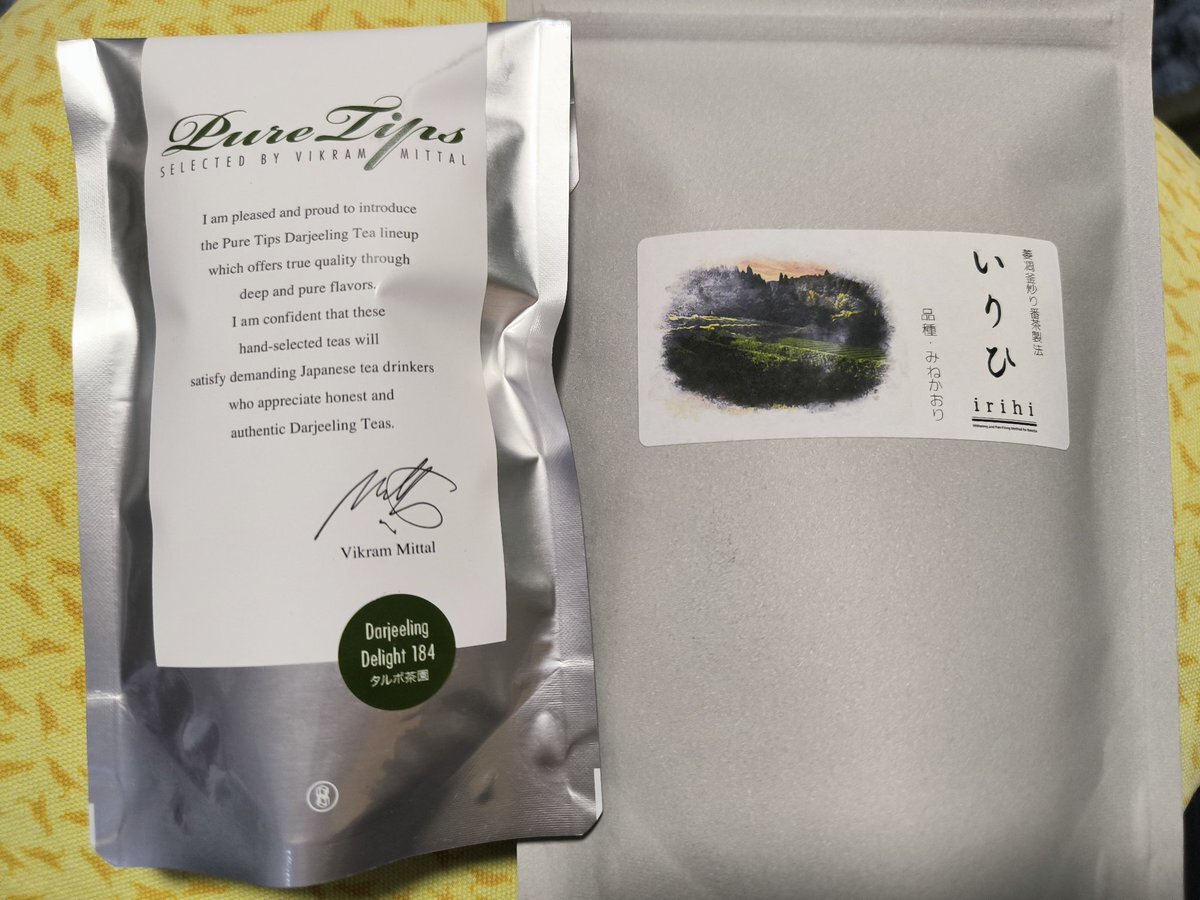 Pure Tips
SELECTED BY VIKRAM MITTAL
I am pleased and proud to introduce
the Pure Tips Darjeeling Tea lineup
which offers true quality through
deep and pure flavors.
I am confident that these
hand-selected teas will
satisfy demanding Japanese tea drinkers
who appreciate honest and
authentic Darjeeling Teas.
Vikram Mittal
Darjeeling
Delight 184
タルボ茶園
萎凋釜炒り番茶製法
いりひ
irihi
品種・みねかおり